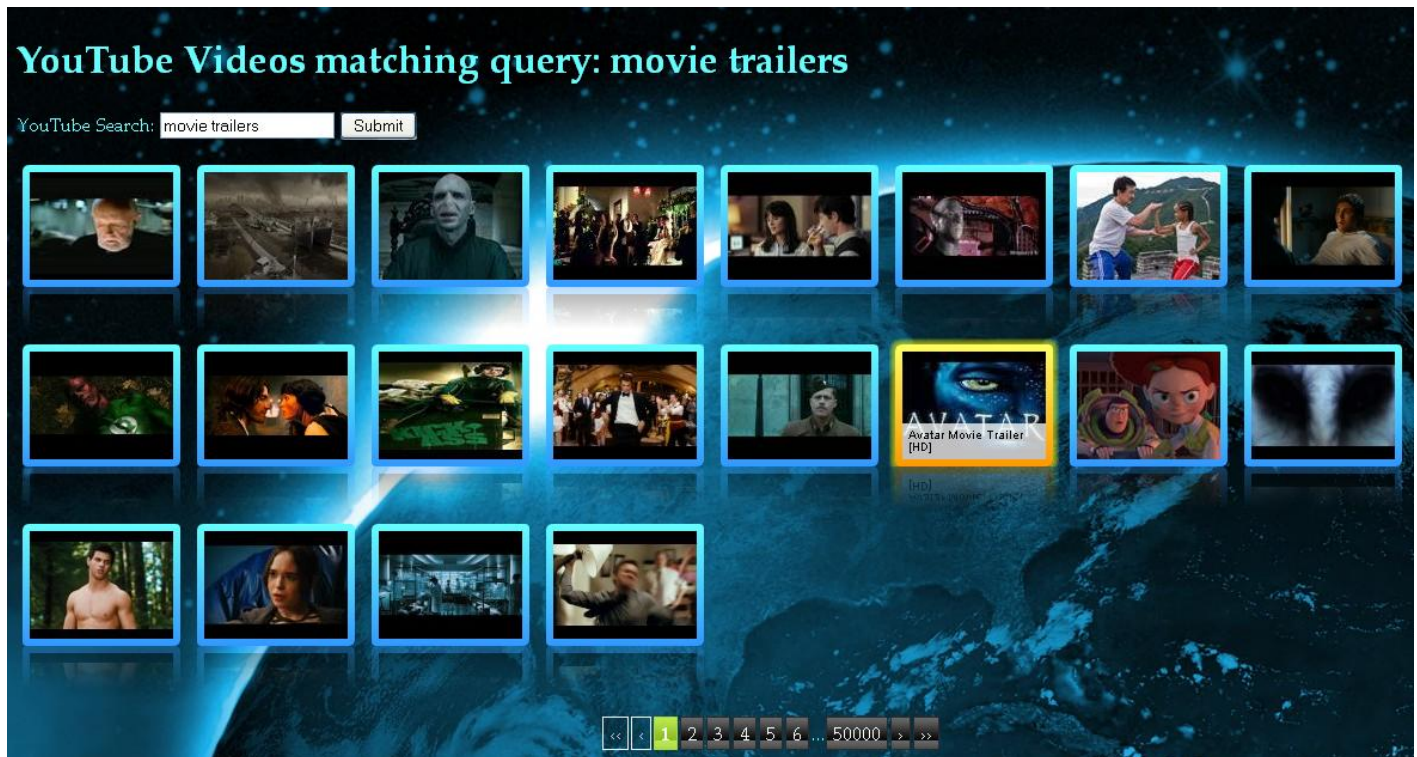 YouTube Videos matching query: movie trailers
YouTube Search: movie trailers Submit
AVATAR
Avatar Movie Trailer
[HD]
‹‹ ‹ 1 2 3 4 5 6 ... 50000 › ››